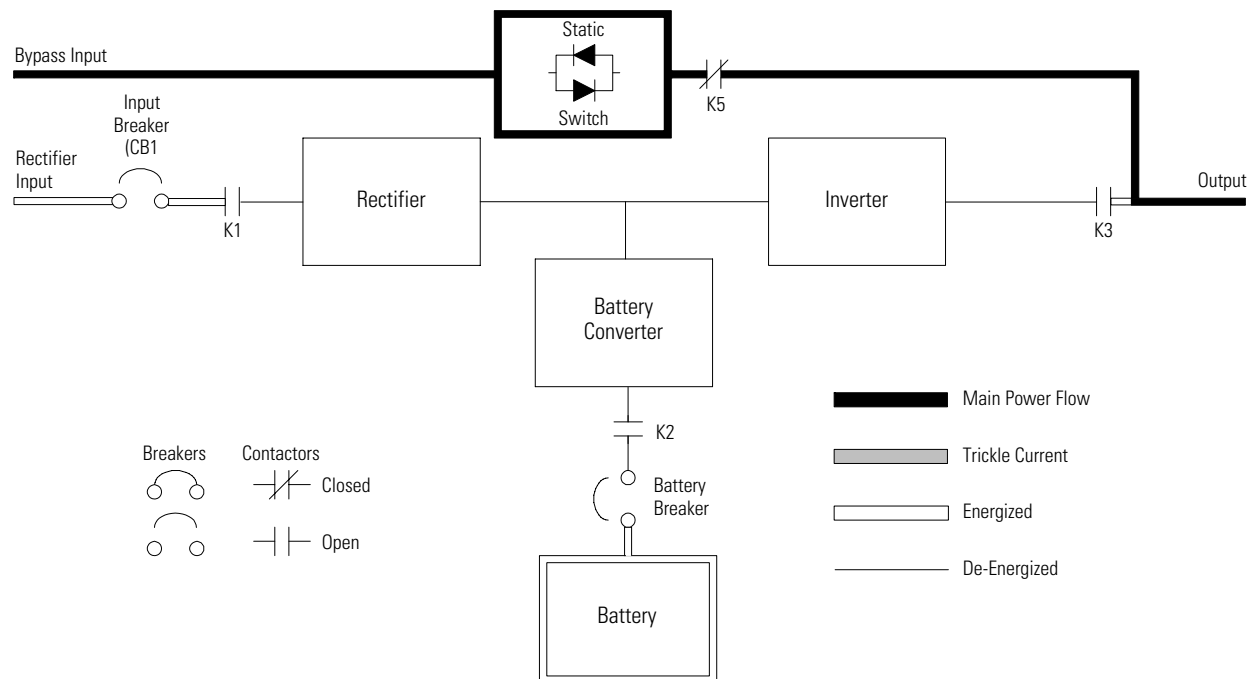 Bypass Input
Static
Switch
K5
Input
Breaker
(CB1
Rectifier
Input
K1
Rectifier
Inverter
K3
Output
Battery
Converter
K2
Battery
Breaker
Battery
Breakers
Contactors
Closed
Open
Main Power Flow
Trickle Current
Energized
De-Energized